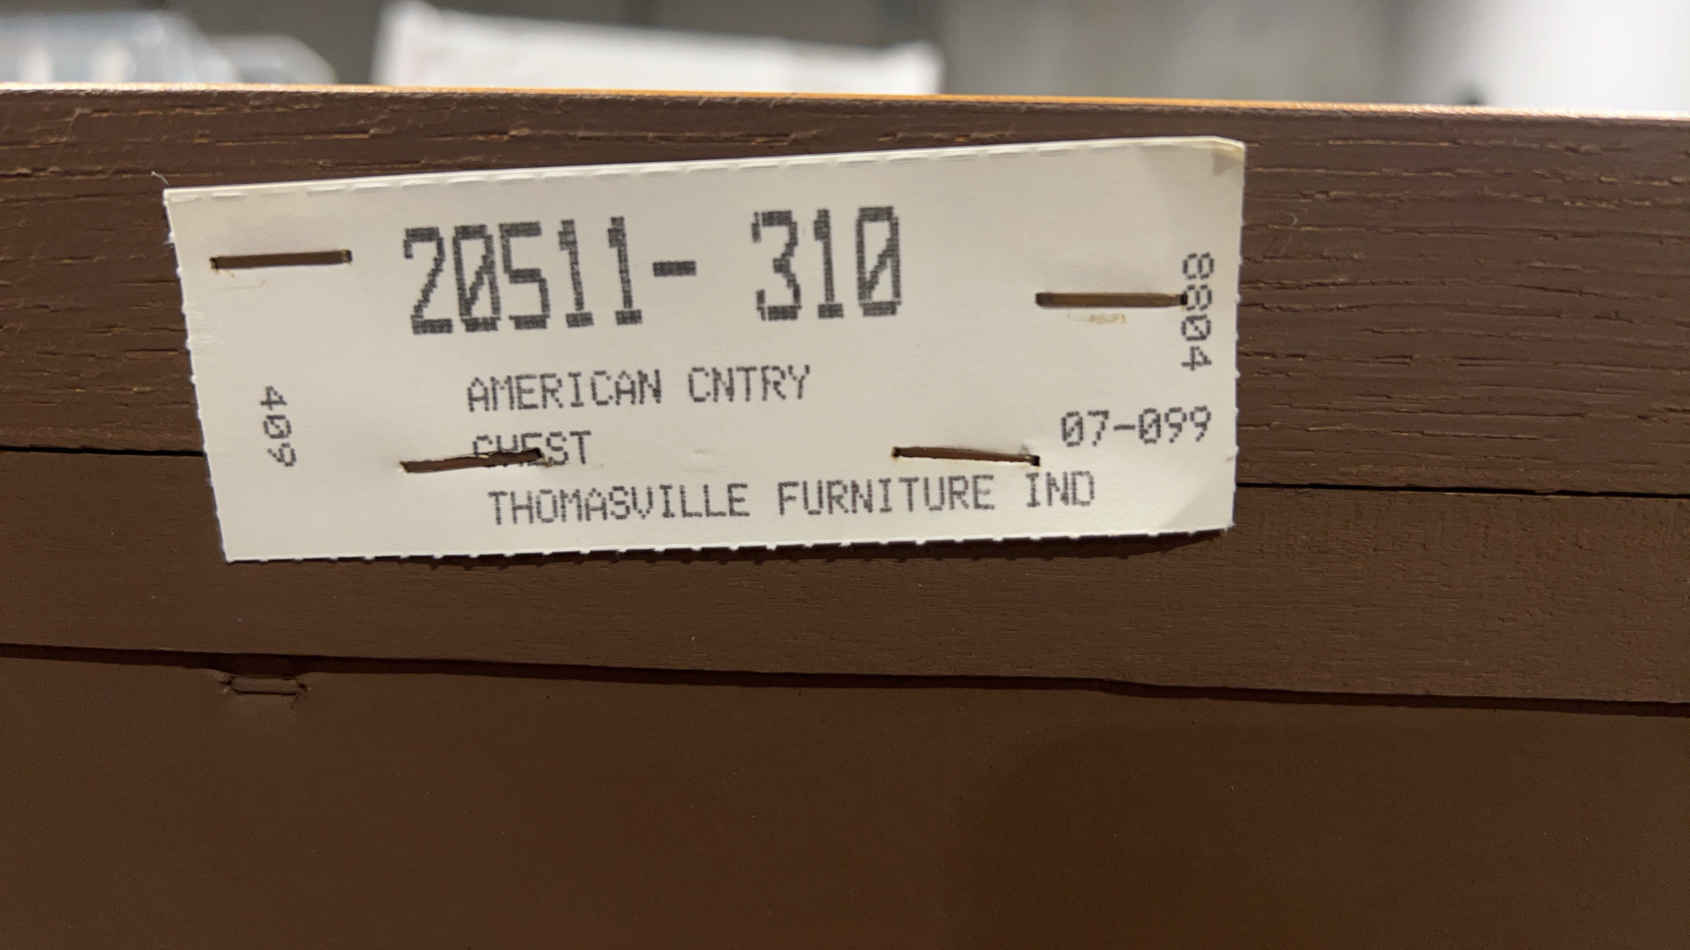 20511- 310
8804
AMERICAN CNTRY
409
07-099
CHEST
THOMASVILLE FURNITURE IND